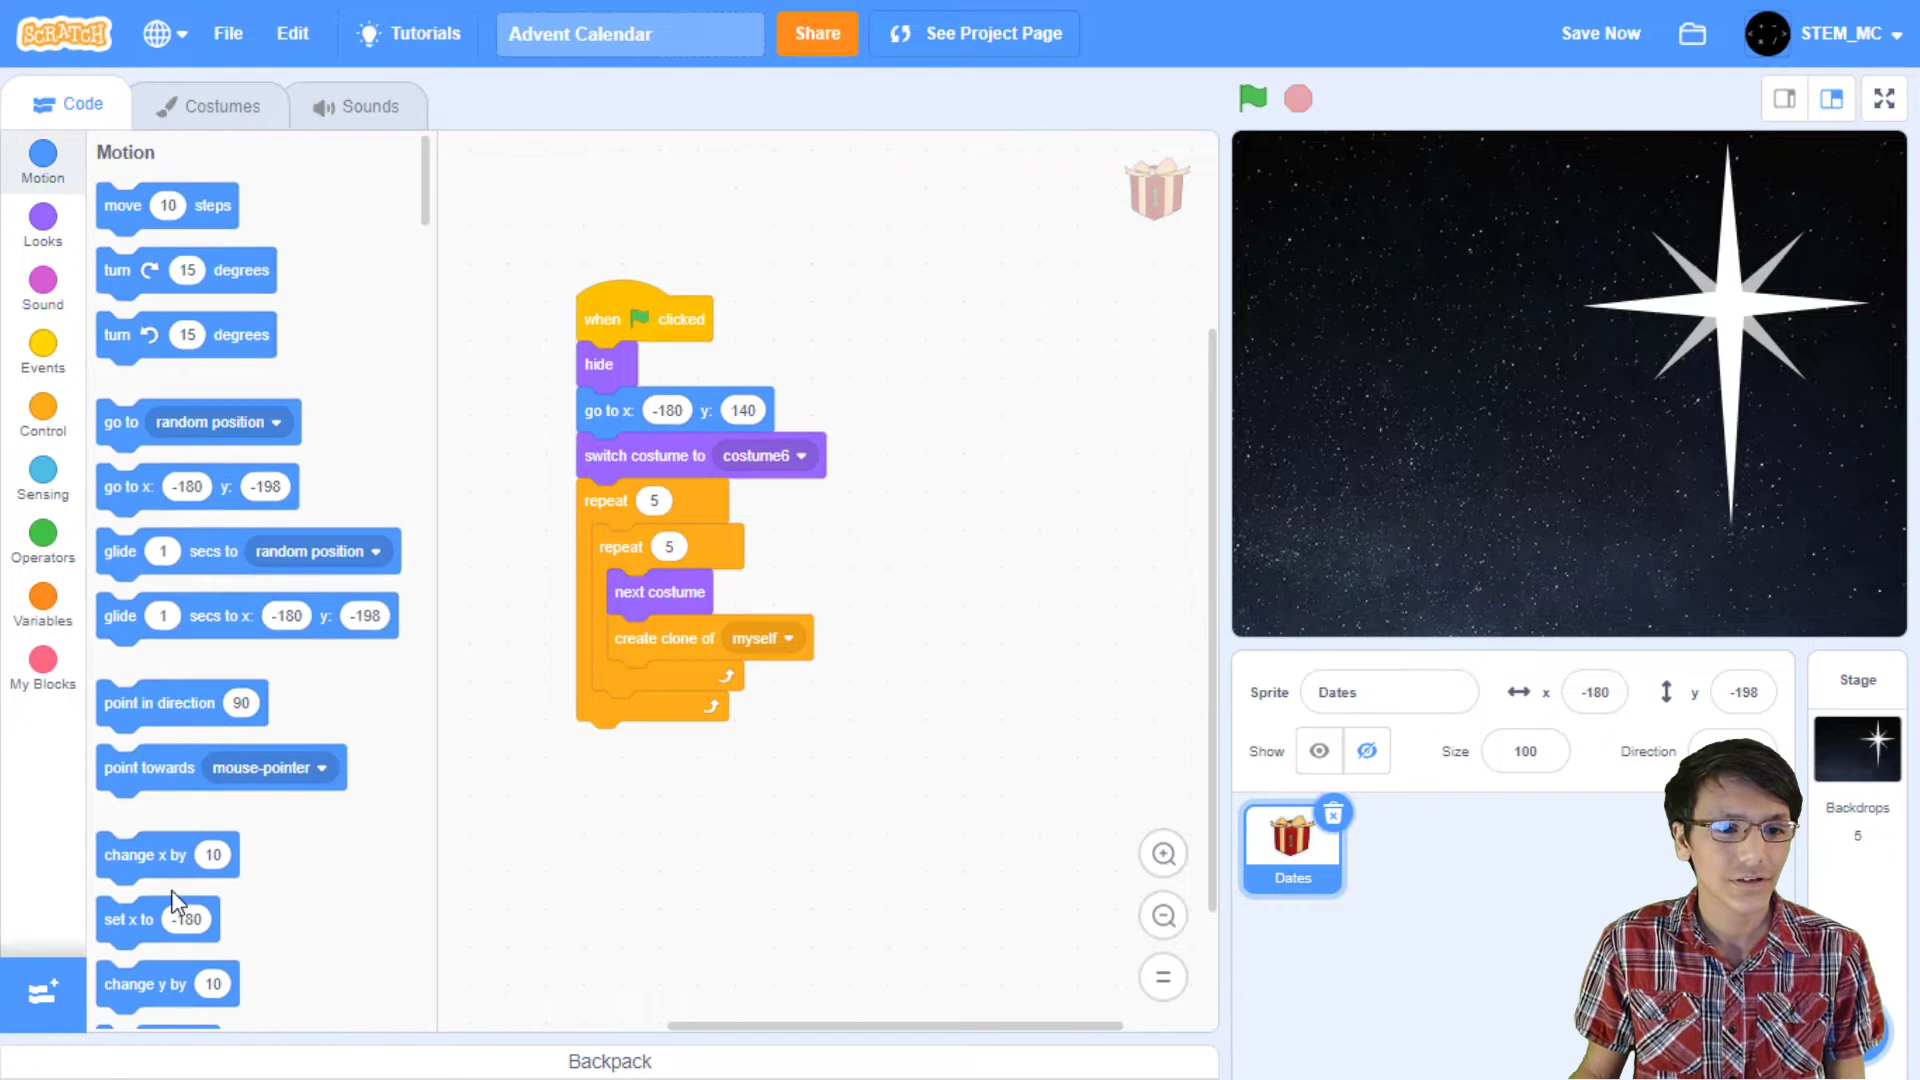 SCRATCH File Edit Tutorials Advent Calendar Share See Project Page Save Now STEM_MC
Code Costumes Sounds
Motion
Looks
Sound
Events
Control
Sensing
Operators
Variables
My Blocks
Motion
move 10 steps
turn 15 degrees
turn 15 degrees
go to random position
go to x: -180 y: -198
glide 1 secs to random position
glide 1 secs to x: -180 y: -198
point in direction 90
point towards mouse-pointer
change x by 10
set x to -180
change y by 10
when clicked
hide
go to x: -180 y: 140
switch costume to costume6
repeat 5
repeat 5
next costume
create clone of myself
Sprite Dates x -180 y -198
Show Size 100 Direction
Dates
Stage
Backdrops
5
Backpack